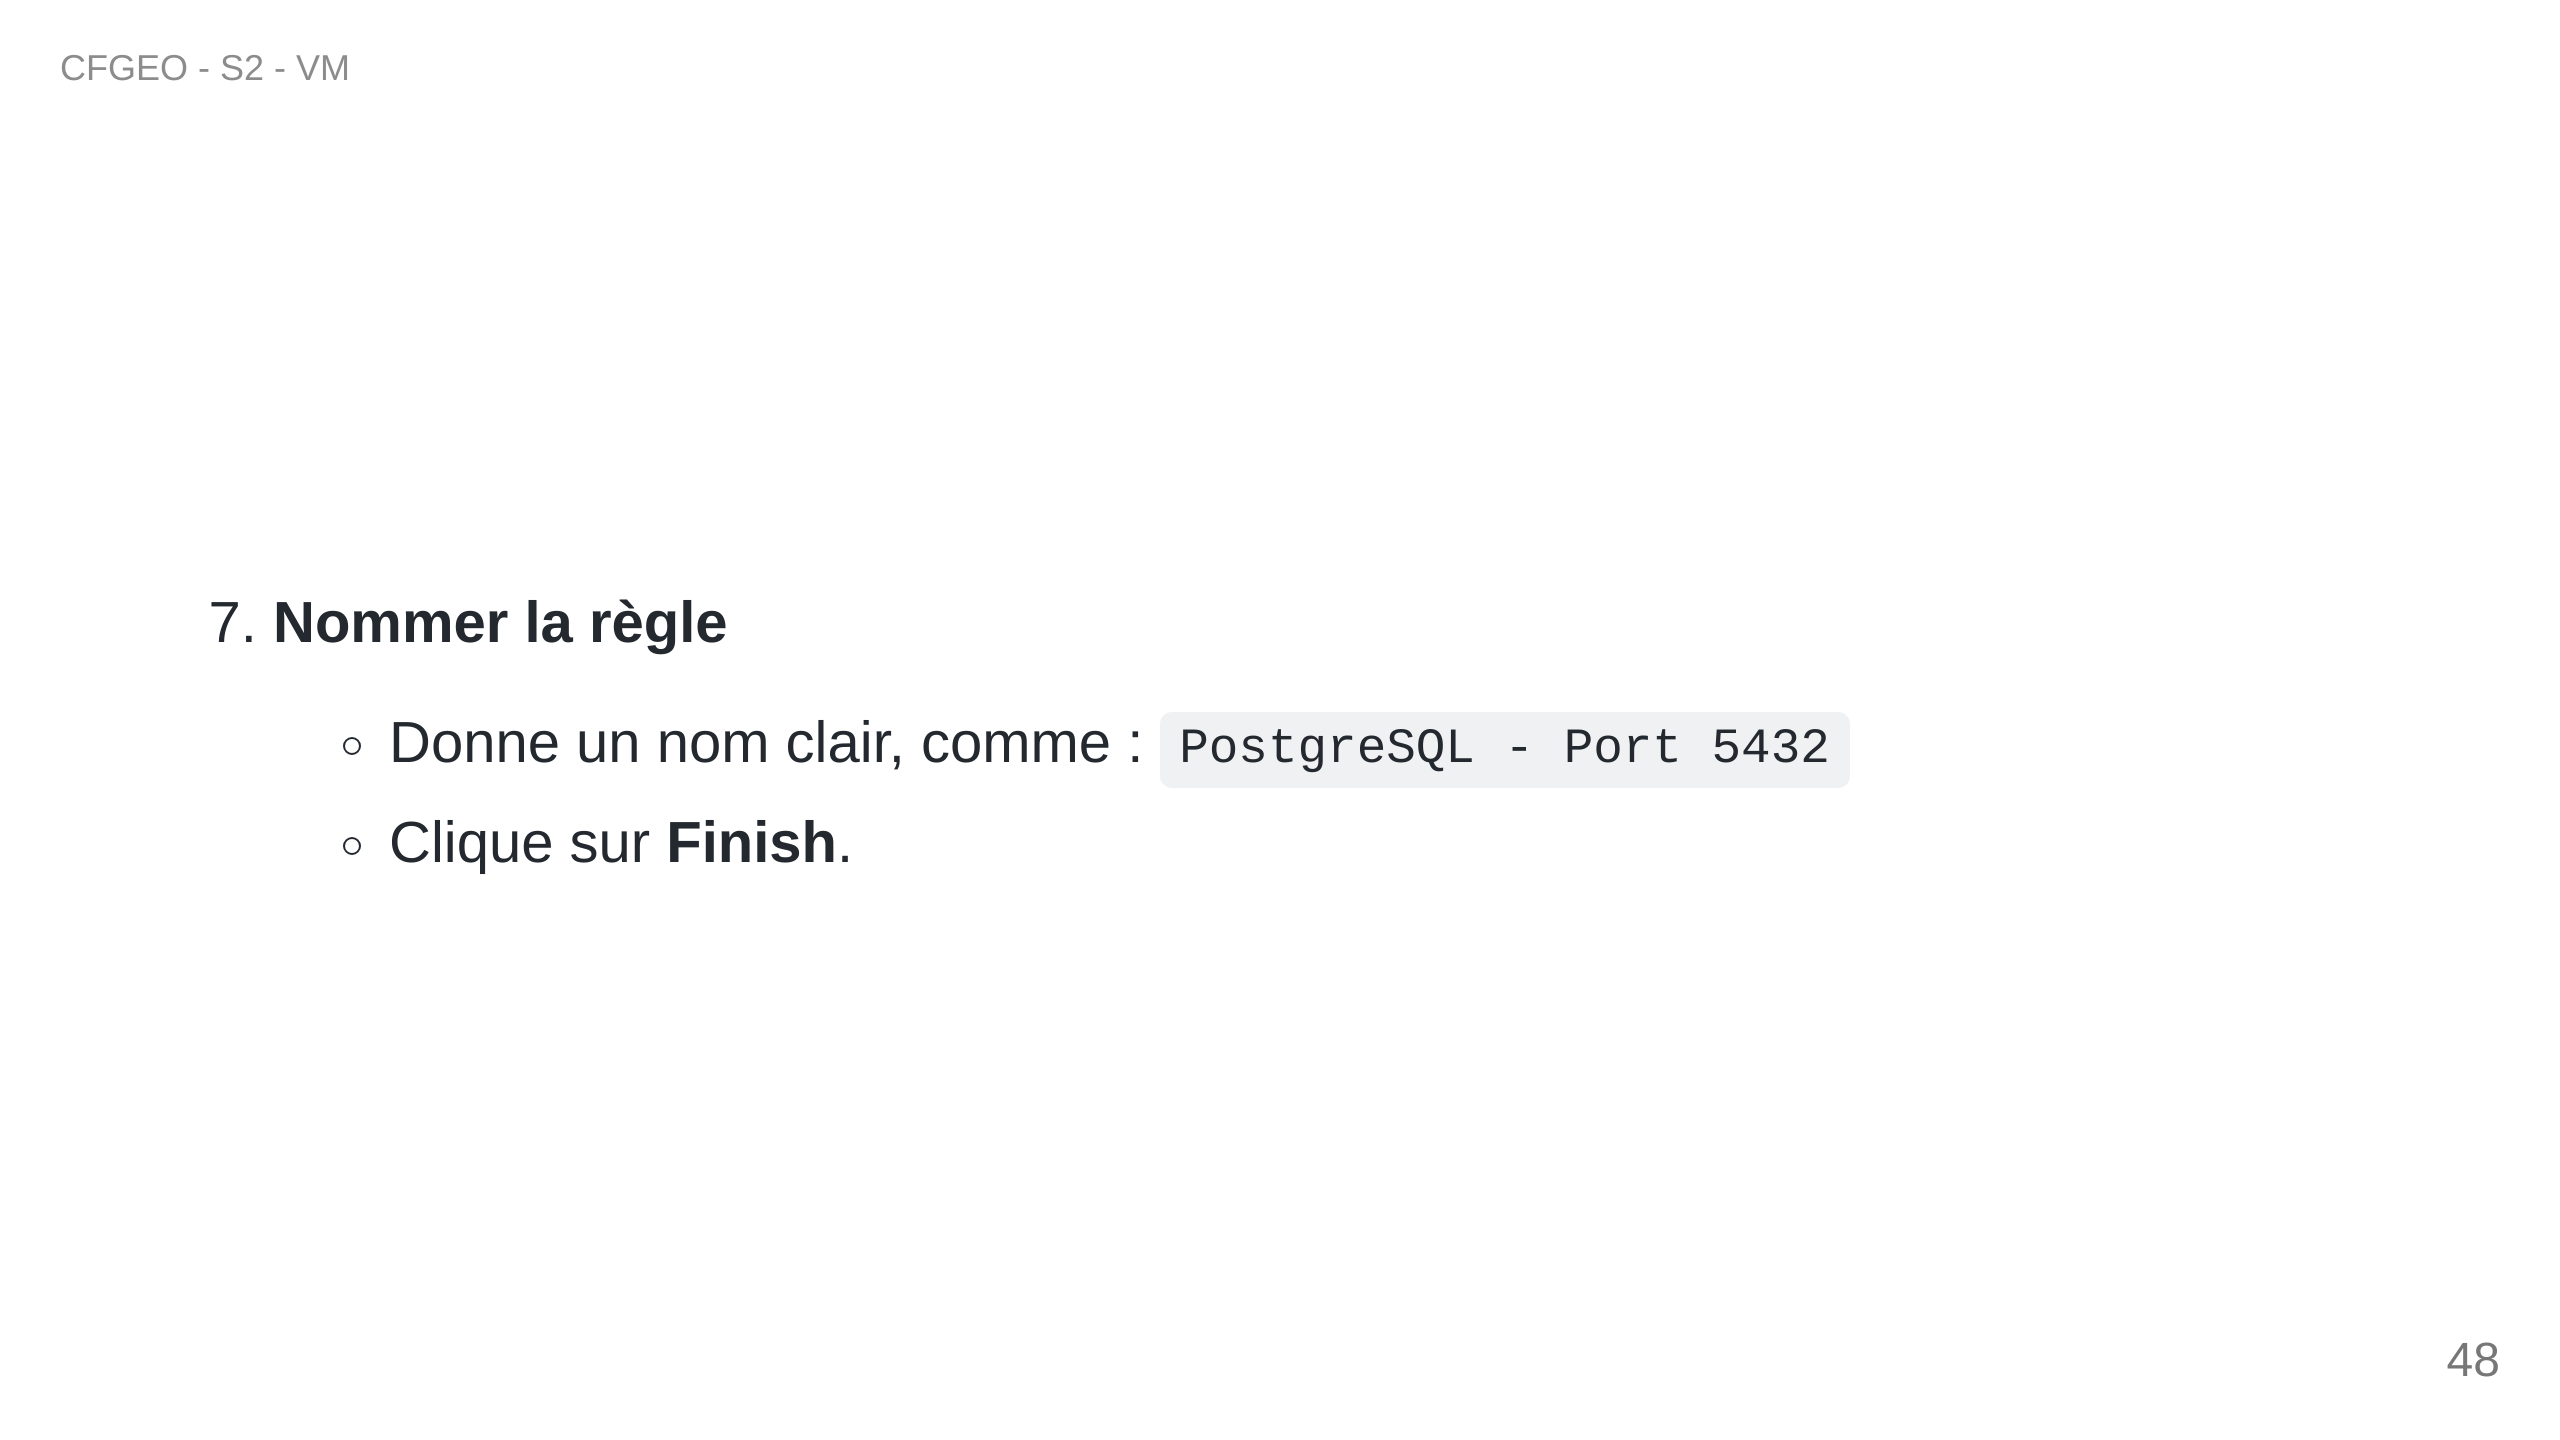 CFGEO - S2 - VM
7. Nommer la règle
Donne un nom clair, comme : PostgreSQL - Port 5432
Clique sur Finish.
48